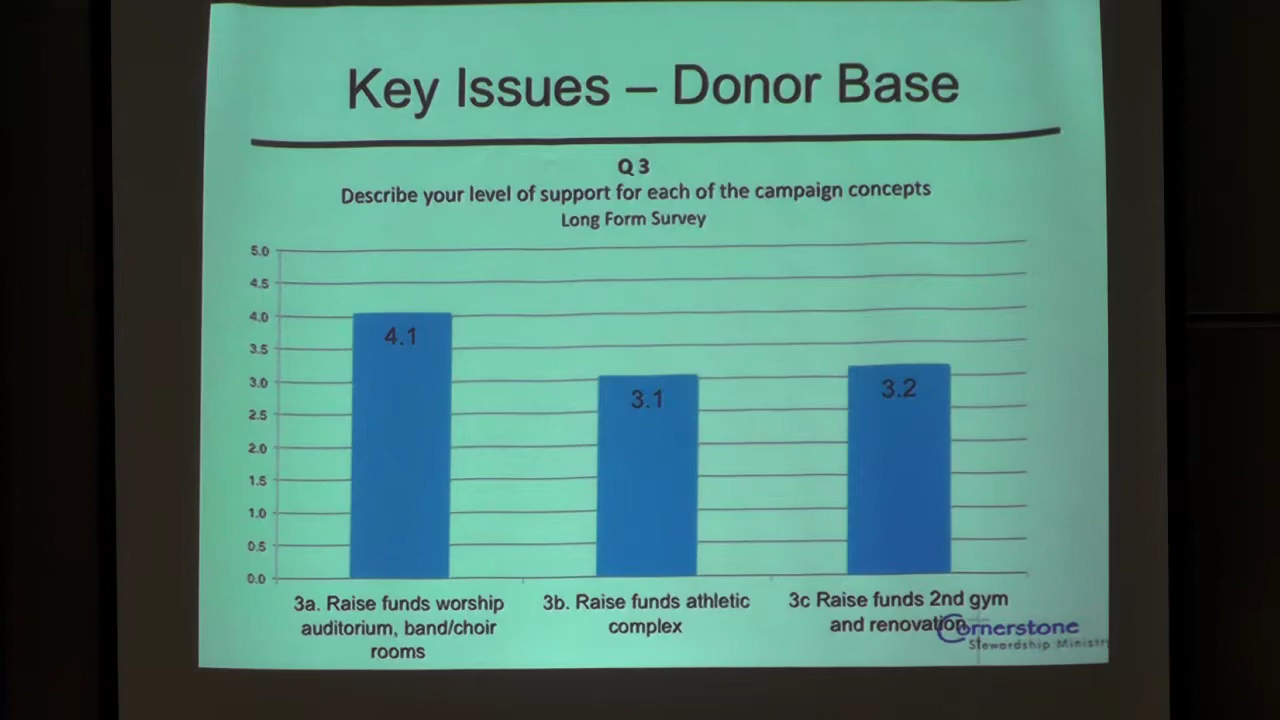 Key Issues – Donor Base
Q 3
Describe your level of support for each of the campaign concepts
Long Form Survey
5.0
4.5
4.0
3.5
3.0
2.5
2.0
1.5
1.0
0.5
0.0
4.1
3.1
3.2
3a. Raise funds worship
auditorium, band/choir
rooms
3b. Raise funds athletic
complex
3c Raise funds 2nd gym
and renovation
Cornerstone
Stewardship Ministr